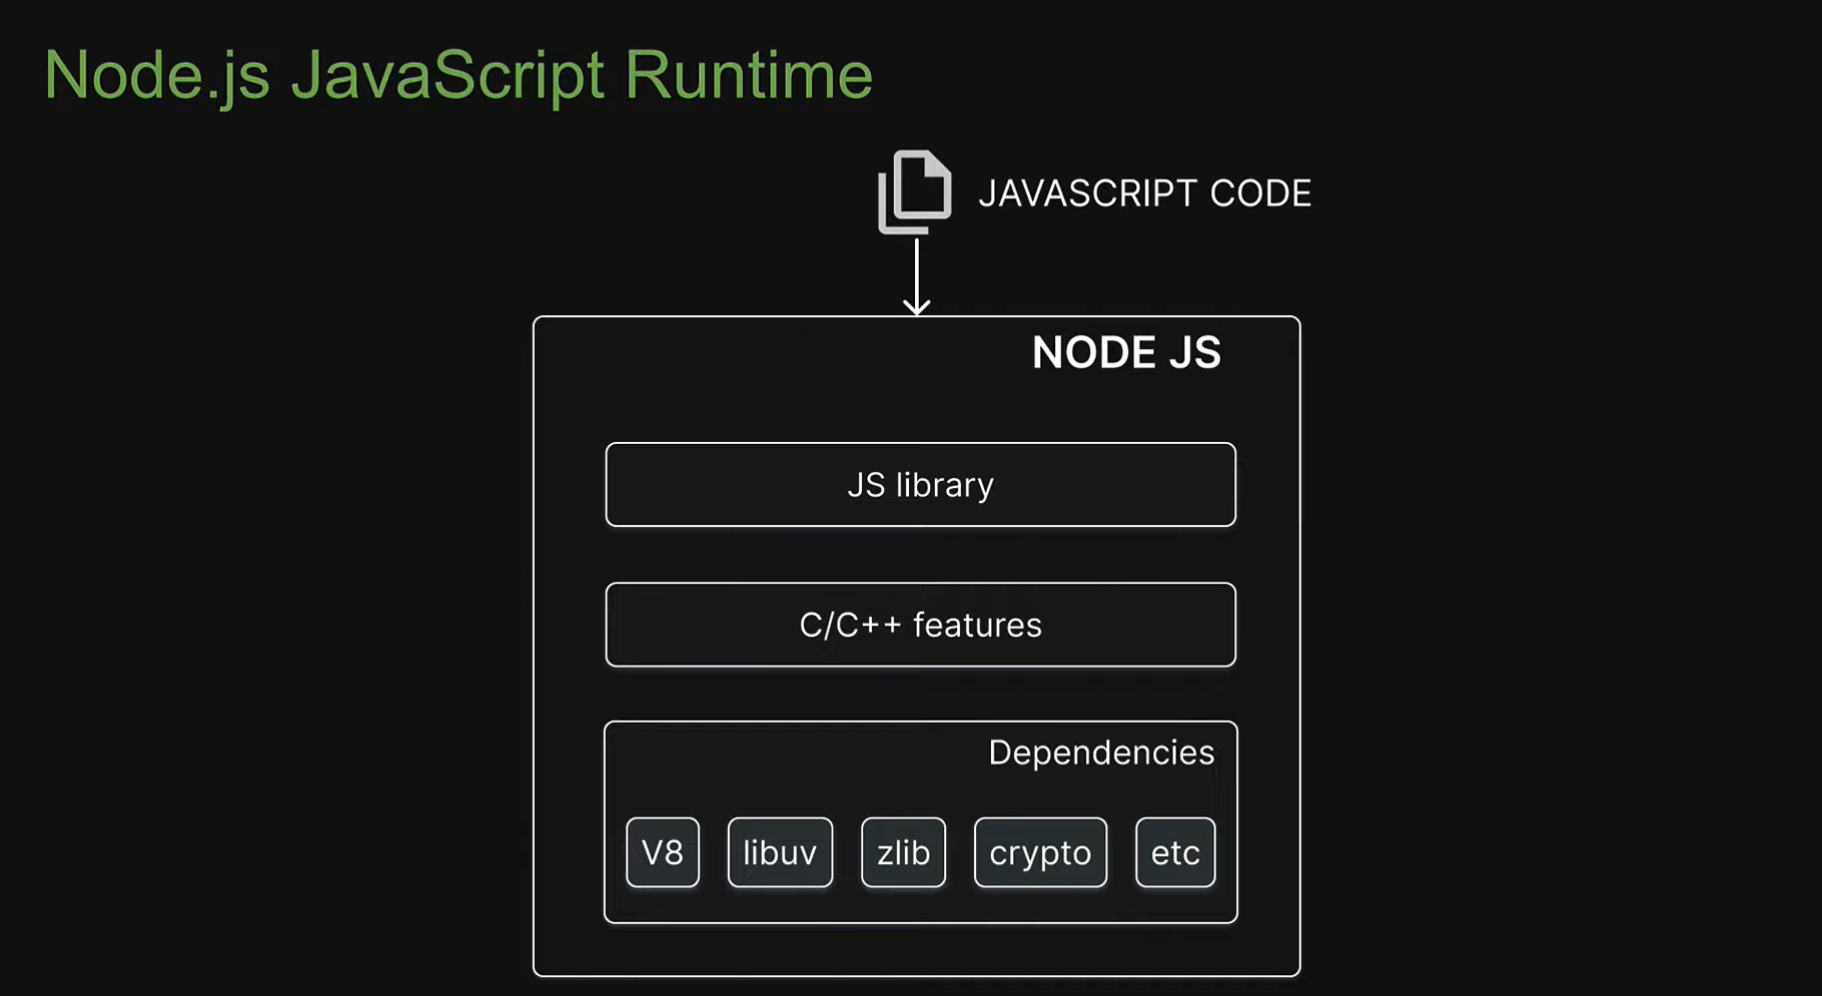 Node.js JavaScript Runtime
JAVASCRIPT CODE
NODE JS
JS library
C/C++ features
Dependencies
V8
libuv
zlib
crypto
etc